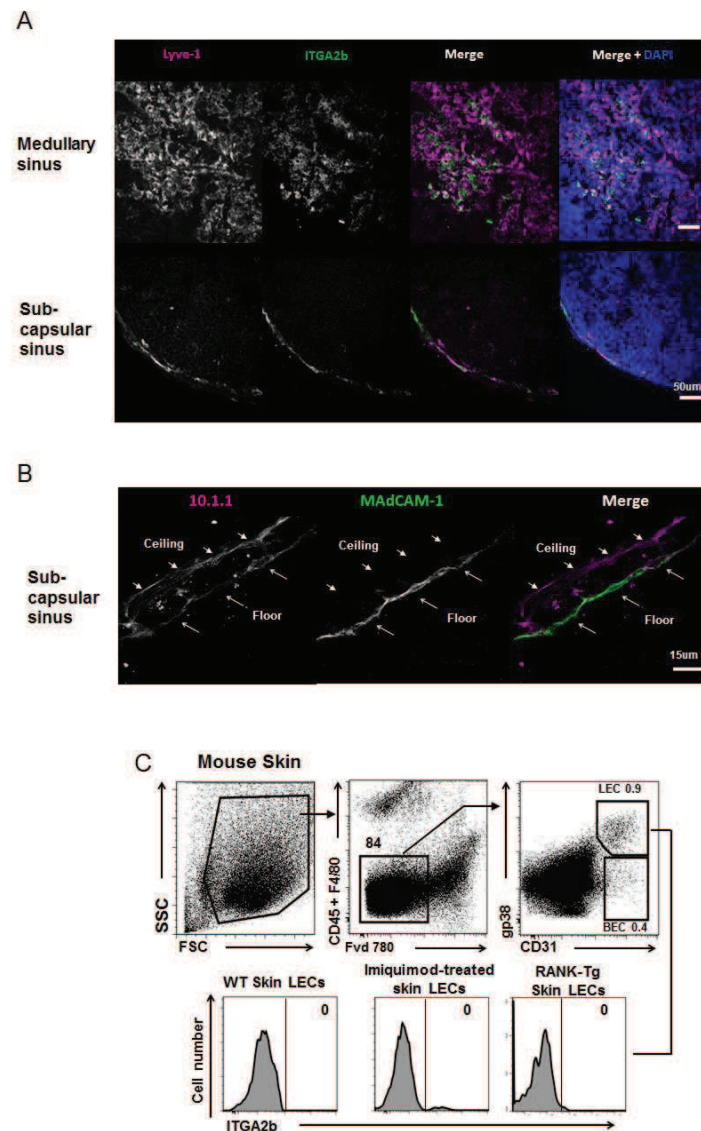 A
Lyve-1 ITGA2b Merge Merge + DAPI
Medullary
sinus
Sub-
capsular
sinus
50um
B
10.1.1 MAdCAM-1 Merge
Ceiling
Floor
Ceiling
Floor
Sub-
capsular
sinus
15um
C
Mouse Skin
SSC
FSC
CD45 + F4/80
84
Fvd 780
gp38
LEC 0.9
BEC 0.4
CD31
WT Skin LECs
Imiquimod-treated
skin LECs
RANK-Tg
Skin LECs
0
0
0
Cell number
ITGA2b